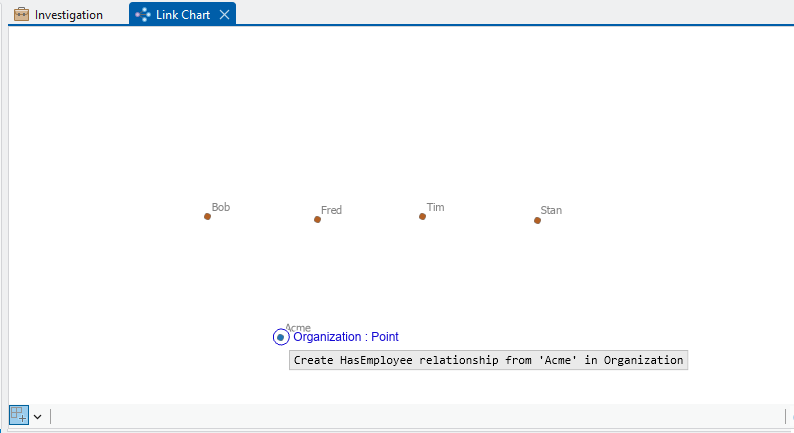 Investigation
Link Chart
Bob
Fred
Tim
Stan
Acme
Organization : Point
Create HasEmployee relationship from 'Acme' in Organization